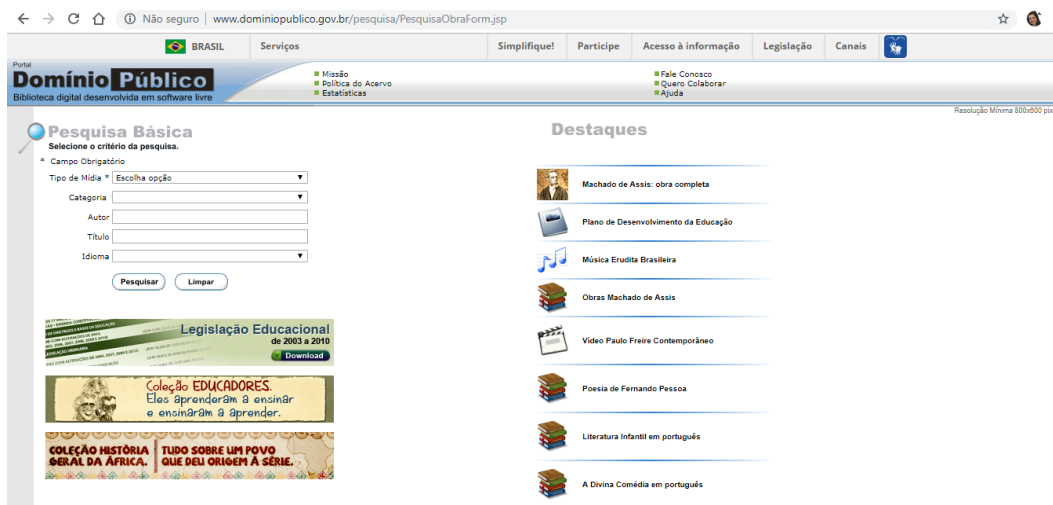 Não seguro | www.dominiopublico.gov.br/pesquisa/PesquisaObraForm.jsp
BRASIL Serviços Simplifique! Participe Acesso à informação Legislação Canais
Portal
Domínio Público
Biblioteca digital desenvolvida em software livre
Missão
Política do Acervo
Estatísticas
Fale Conosco
Quero Colaborar
Ajuda
Resolução Mínima 800x600 pix
Pesquisa Básica
Selecione o critério da pesquisa.
* Campo Obrigatório
Tipo de Mídia * Escolha opção
Categoria
Autor
Título
Idioma
Pesquisar Limpar
Legislação Educacional
de 2003 a 2010
Download
Coleção EDUCADORES.
Eles aprenderam a ensinar
e ensinaram a aprender.
COLEÇÃO HISTÓRIA
GERAL DA ÁFRICA.
TUDO SOBRE UM POVO
QUE DEU ORIGEM À SÉRIE.
Destaques
Machado de Assis: obra completa
Plano de Desenvolvimento da Educação
Música Erudita Brasileira
Obras Machado de Assis
Video Paulo Freire Contemporâneo
Poesia de Fernando Pessoa
Literatura Infantil em português
A Divina Comédia em português